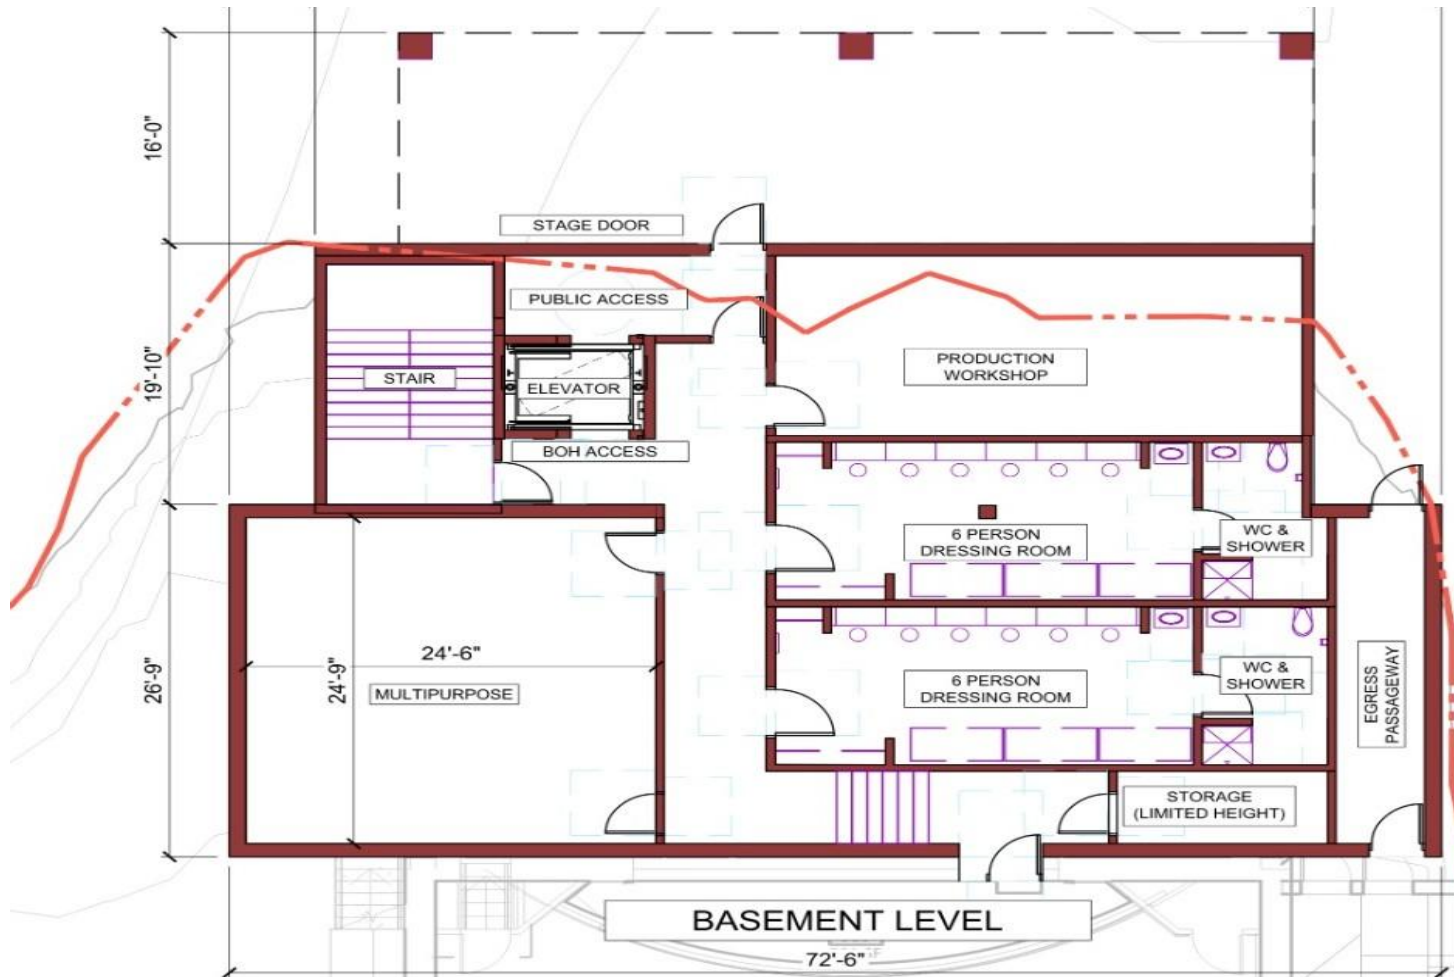 16'-0"
STAGE DOOR
PUBLIC ACCESS
19'-10"
PRODUCTION
WORKSHOP
STAIR
ELEVATOR
BOH ACCESS
6 PERSON
DRESSING ROOM
WC &
SHOWER
24'-6"
24'-9"
MULTIPURPOSE
26'-9"
6 PERSON
DRESSING ROOM
WC &
SHOWER
EGRESS
PASSAGEWAY
STORAGE
(LIMITED HEIGHT)
BASEMENT LEVEL
72'-6"